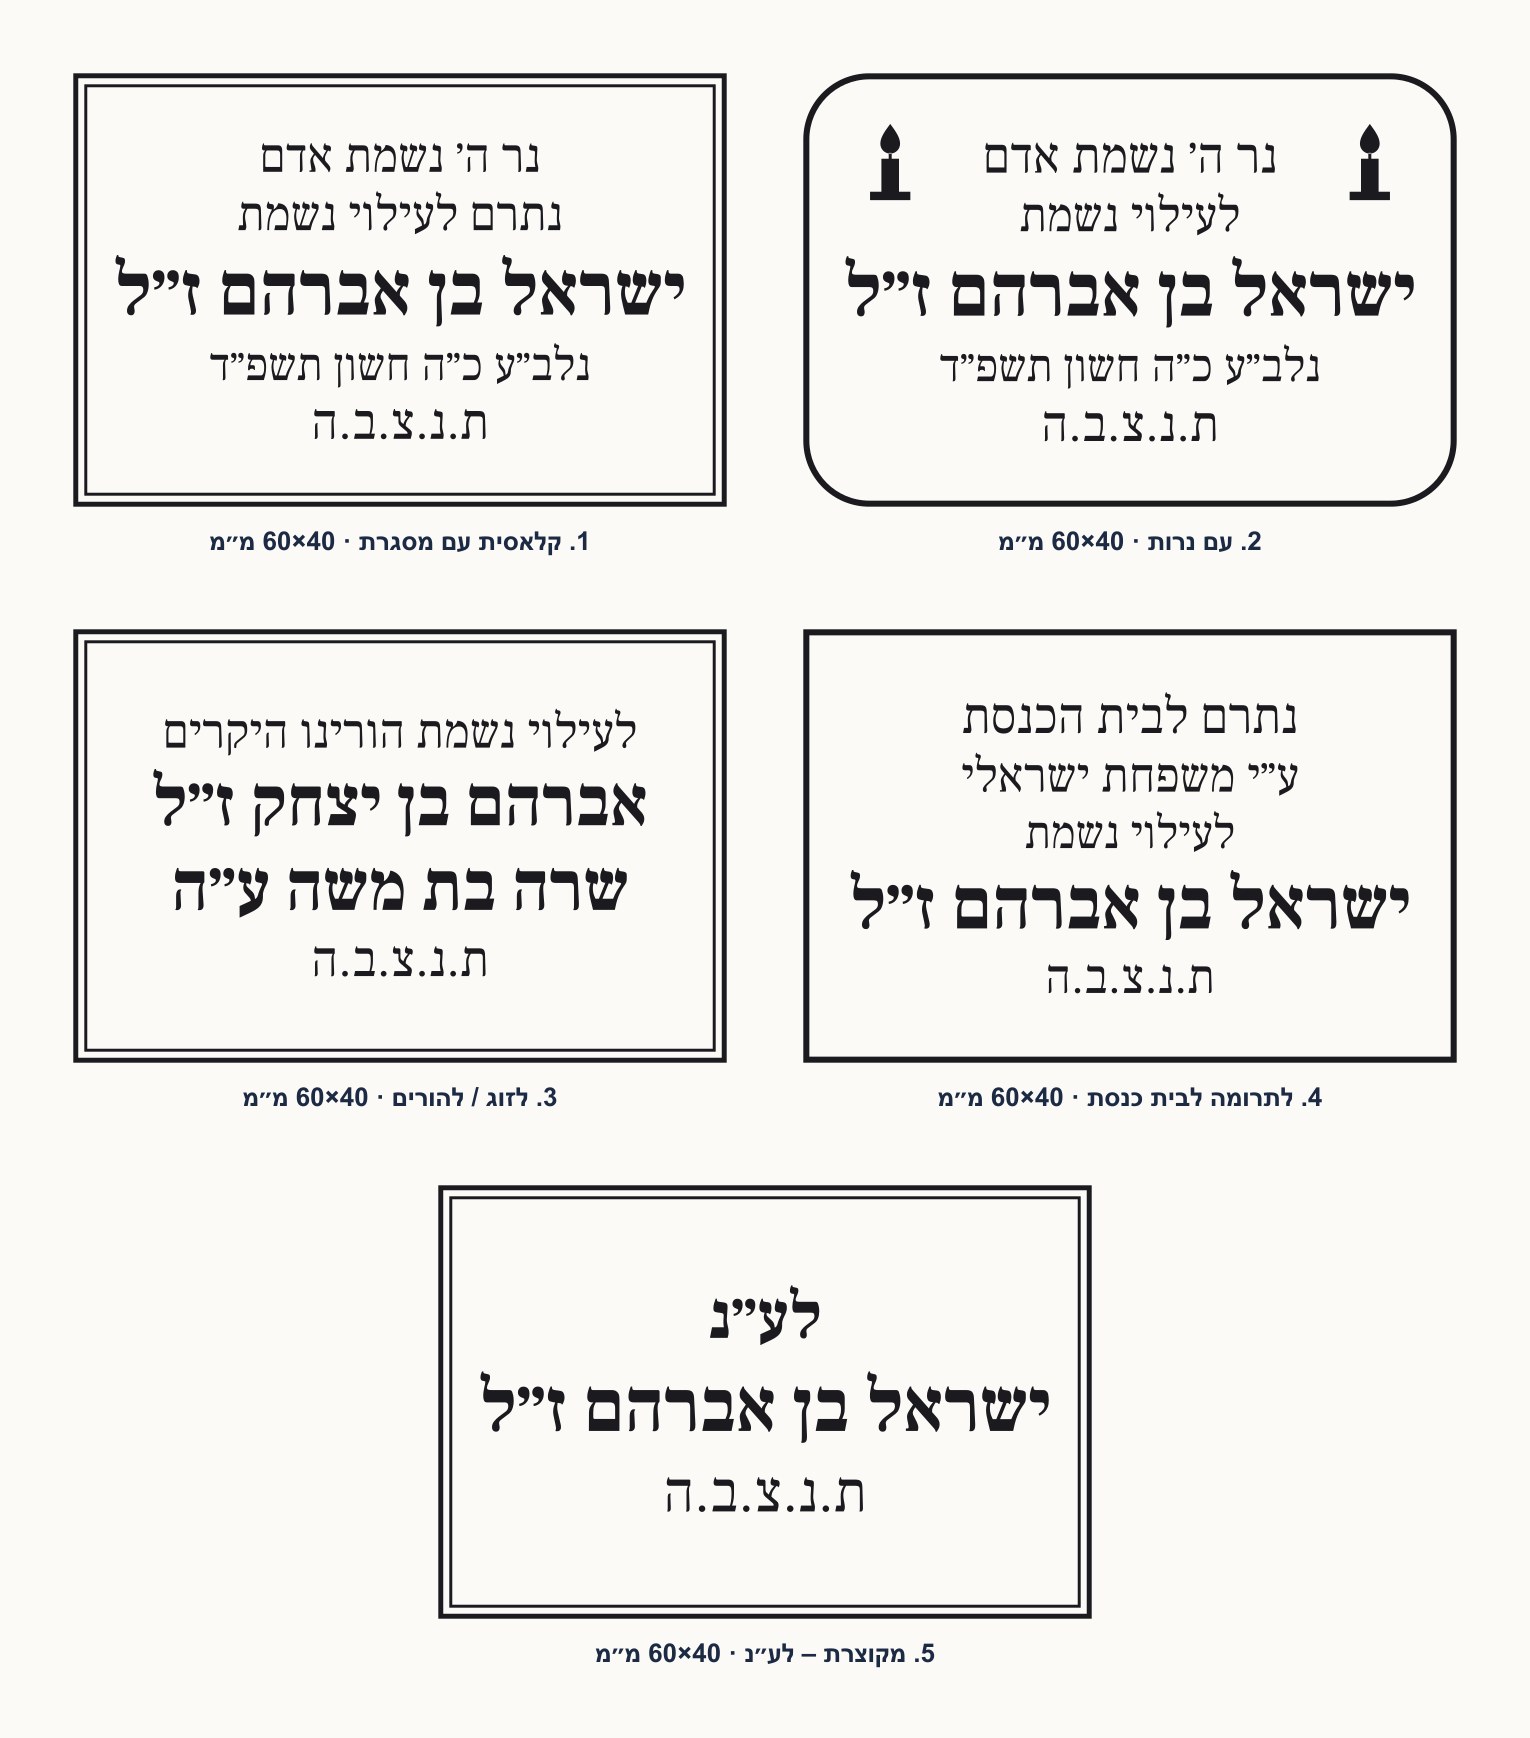 נר ה׳ נשמת אדם
נתרם לעילוי נשמת
ישראל בן אברהם ז״ל
נלב״ע כ״ה חשון תשפ״ד
ת.נ.צ.ב.ה
1. קלאסית עם מסגרת · 60×40 מ״מ
נר ה׳ נשמת אדם
לעילוי נשמת
ישראל בן אברהם ז״ל
נלב״ע כ״ה חשון תשפ״ד
ת.נ.צ.ב.ה
2. עם נרות · 60×40 מ״מ
לעילוי נשמת הורינו היקרים
אברהם בן יצחק ז״ל
שרה בת משה ע״ה
ת.נ.צ.ב.ה
3. לזוג / להורים · 60×40 מ״מ
נתרם לבית הכנסת
ע״י משפחת ישראלי
לעילוי נשמת
ישראל בן אברהם ז״ל
ת.נ.צ.ב.ה
4. לתרומה לבית כנסת · 60×40 מ״מ
לע״נ
ישראל בן אברהם ז״ל
ת.נ.צ.ב.ה
5. מקוצרת – לע״נ · 60×40 מ״מ